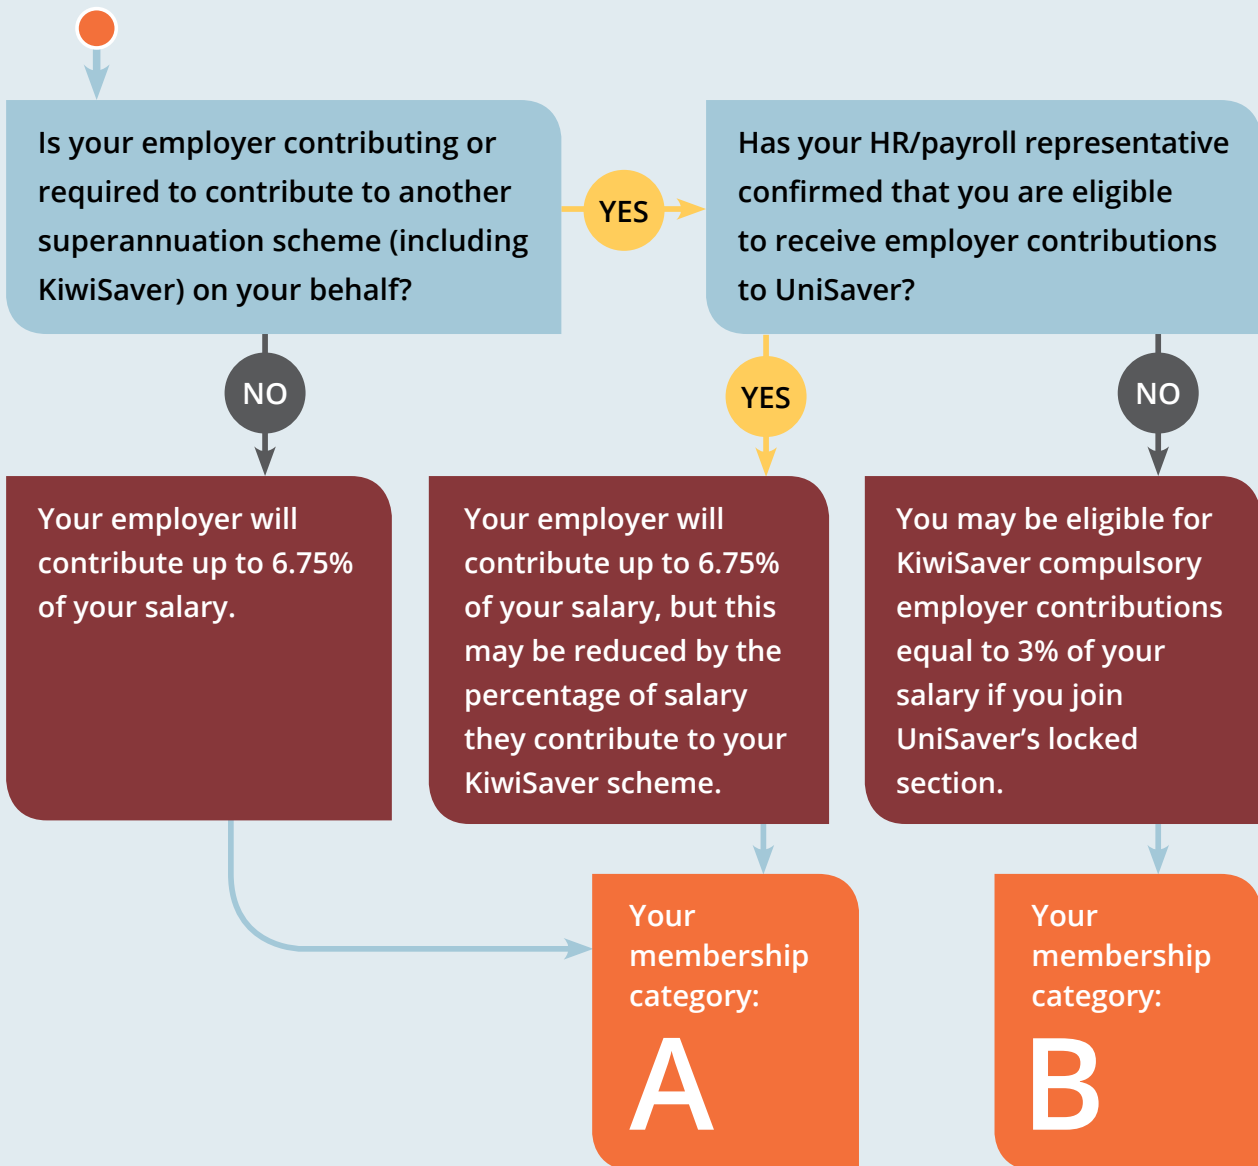 Is your employer contributing or
required to contribute to another
superannuation scheme (including
KiwiSaver) on your behalf?
YES
Has your HR/payroll representative
confirmed that you are eligible
to receive employer contributions
to UniSaver?
NO
YES
NO
Your employer will
contribute up to 6.75%
of your salary.
Your employer will
contribute up to 6.75%
of your salary, but this
may be reduced by the
percentage of salary
they contribute to your
KiwiSaver scheme.
You may be eligible for
KiwiSaver compulsory
employer contributions
equal to 3% of your
salary if you join
UniSaver’s locked
section.
Your
membership
category:
A
Your
membership
category:
B